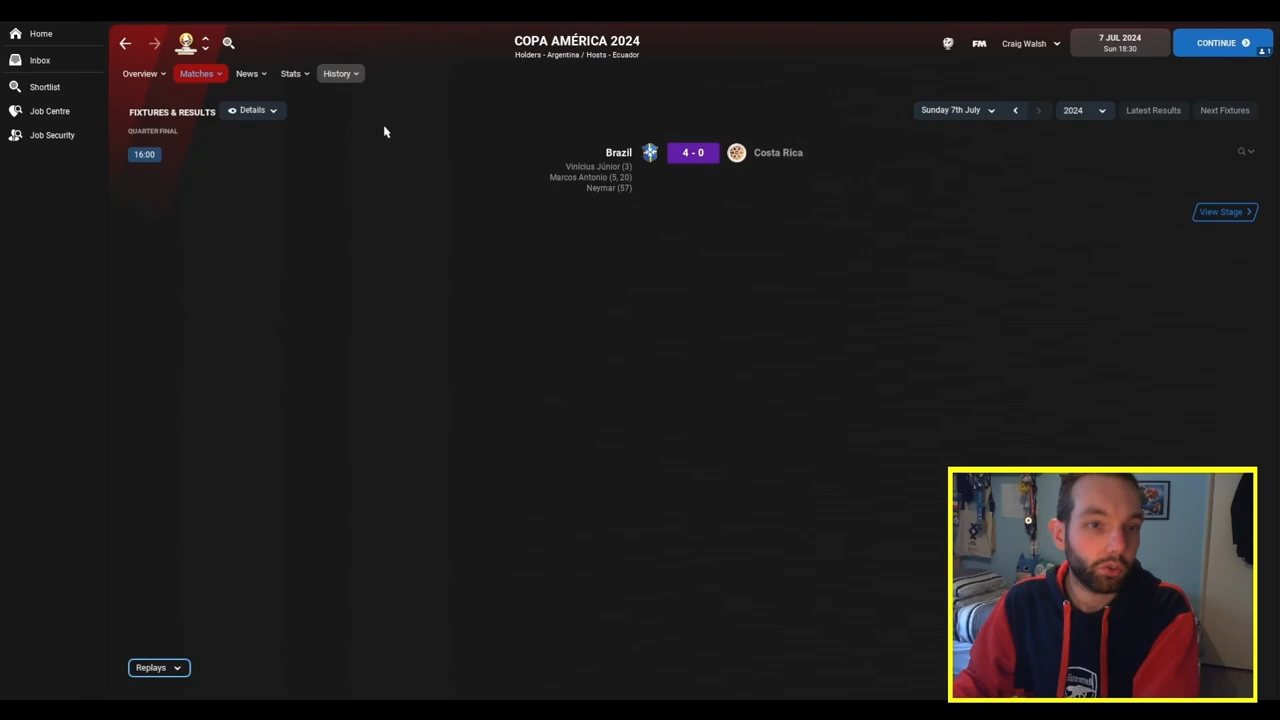 Home
Inbox
Shortlist
Job Centre
Job Security
COPA AMÉRICA 2024
Holders - Argentina / Hosts - Ecuador
FM
Craig Walsh
7 JUL 2024
Sun 18:30
CONTINUE
1
Overview
Matches
News
Stats
History
FIXTURES & RESULTS
Details
Sunday 7th July
2024
Latest Results
Next Fixtures
QUARTER FINAL
16:00
Brazil
4 - 0
Costa Rica
Vinícius Júnior (3)
Marcos Antonio (5, 20)
Neymar (57)
View Stage
Replays